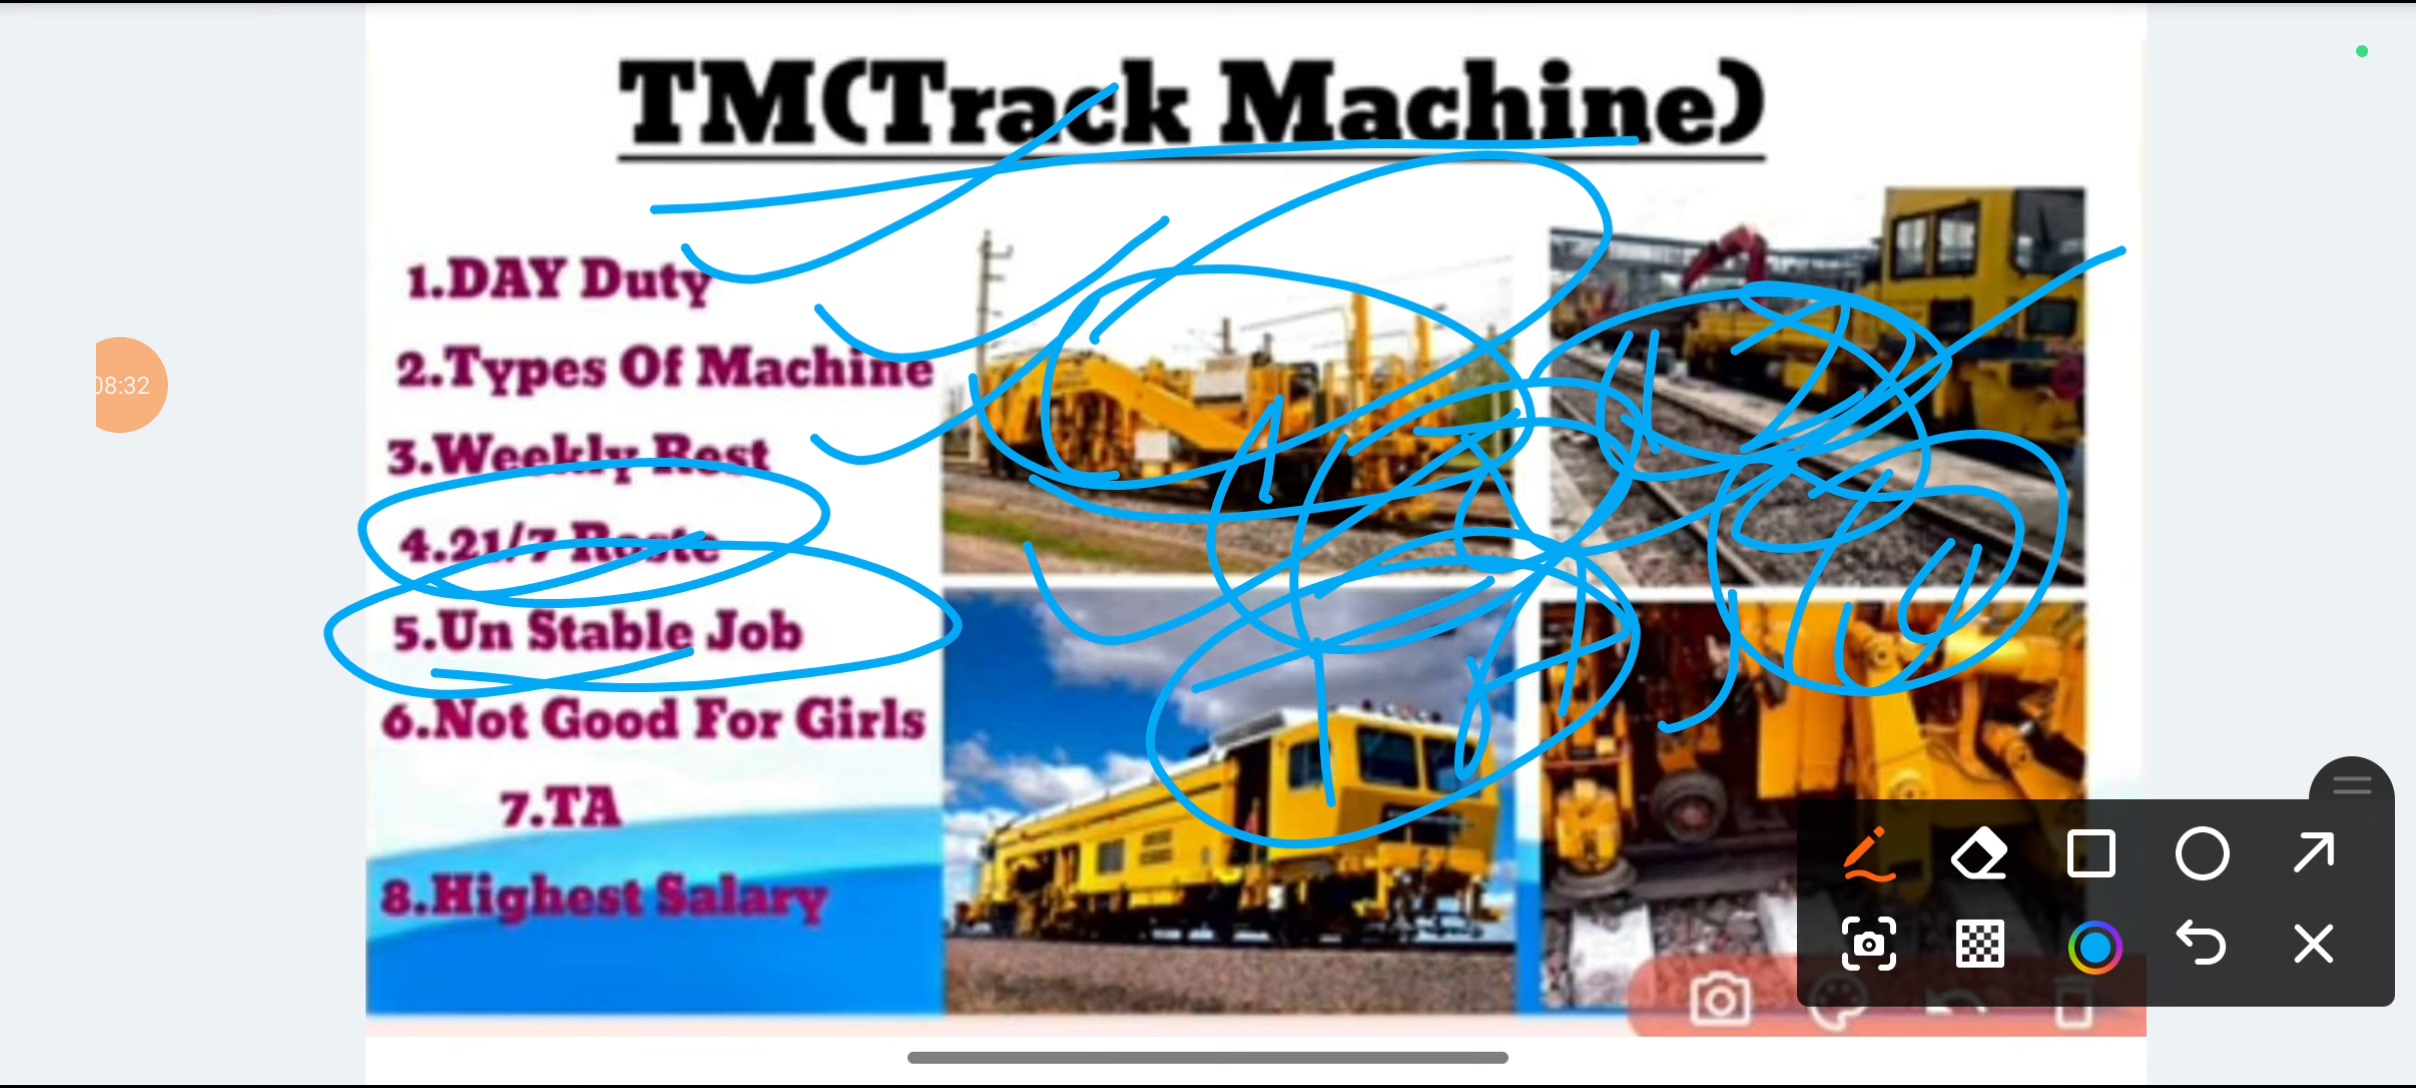 TM(Track Machine)
1.DAY Duty
2.Types Of Machine
3.Weekly Rest
4.21/7 Roste
5.Un Stable Job
6.Not Good For Girls
7.TA
8.Highest Salary
08:32